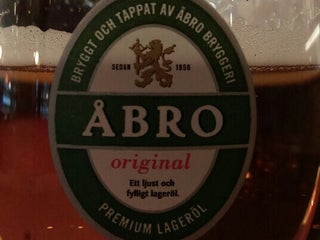 BRYGGT OCH TAPPAT AV ÅBRO BRYGGERI
SEDAN 1856
ÅBRO
original
Ett ljust och
fylligt lageröl.
PREMIUM LAGERÖL